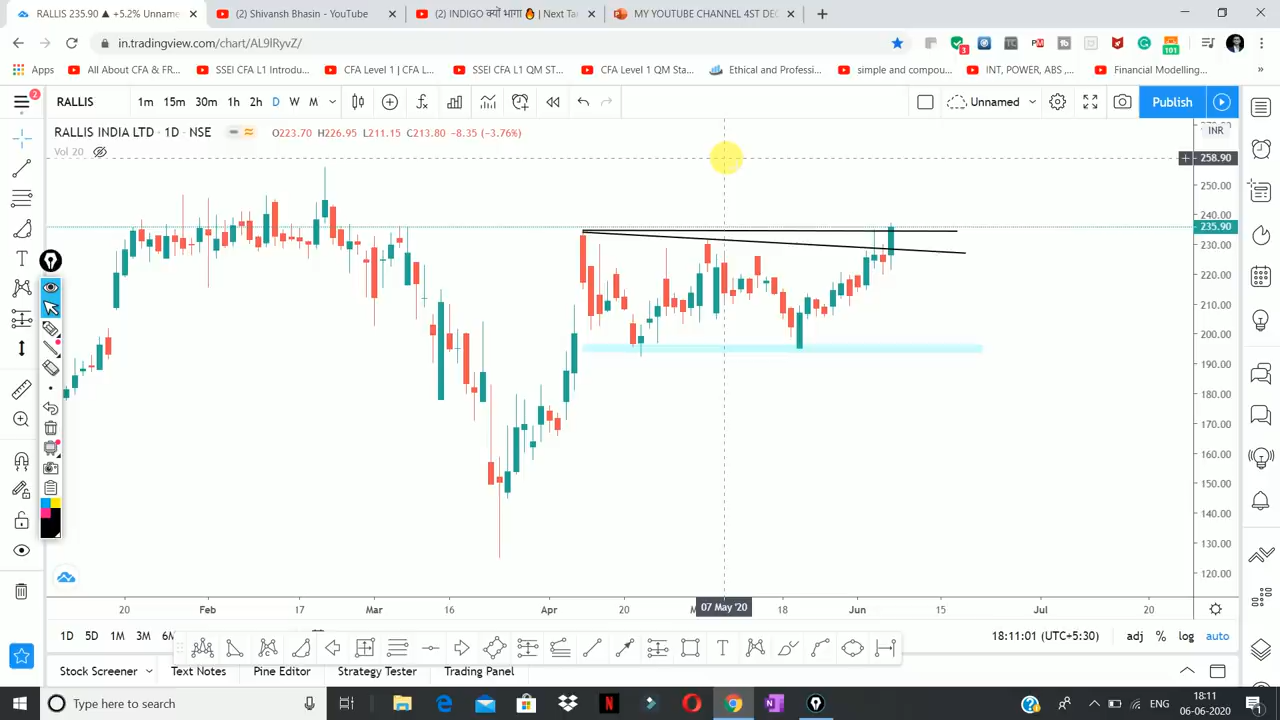 RALLIS 235.90 ▲ +5.2% Unname
(2) Shivansh Bhasin - YouTube
(2) INDIGO क्यों भागा 🔥 | Next Tar
MY YOUTUBE CHANNEL 4ST DEC
in.tradingview.com/chart/AL9lRyvZ/
3
101
Apps
All About CFA & FR...
SSEI CFA L1 Introdu...
CFA Level 1 | CFA L...
SSEI CFA L1 QM ST...
CFA Level 1 QM Sta...
Ethical and Professi...
simple and compou...
INT, POWER, ABS ,...
Financial Modelling...
2
RALLIS
1m 15m 30m 1h 2h D W M
Unnamed
Publish
RALLIS INDIA LTD · 1D · NSE
O223.70 H226.95 L211.15 C213.80 -8.35 (-3.76%)
INR
Vol 20
258.90
250.00
240.00
235.90
230.00
220.00
210.00
200.00
190.00
180.00
170.00
160.00
150.00
140.00
130.00
120.00
20 Feb 17 Mar 16 Apr 20 07 May '20 18 Jun 15 Jul 20
1D 5D 1M 3M 6M
18:11:01 (UTC+5:30)
adj % log auto
Stock Screener
Text Notes
Pine Editor
Strategy Tester
Trading Panel
Type here to search
ENG
18:11
06-06-2020